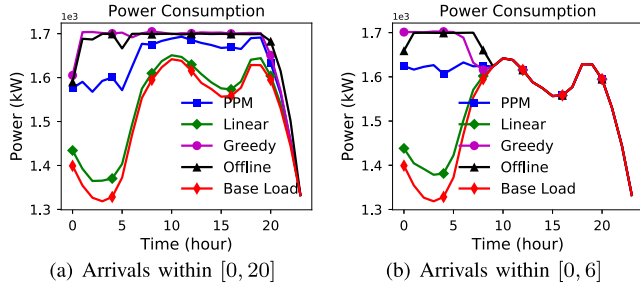 Power Consumption
1e3
1.7
1.6
1.5
1.4
1.3
Power (kW)
PPM
Linear
Greedy
Offline
Base Load
0 5 10 15 20
Time (hour)
(a) Arrivals within [0, 20]
Power Consumption
1e3
1.7
1.6
1.5
1.4
1.3
Power (kW)
PPM
Linear
Greedy
Offline
Base Load
0 5 10 15 20
Time (hour)
(b) Arrivals within [0, 6]